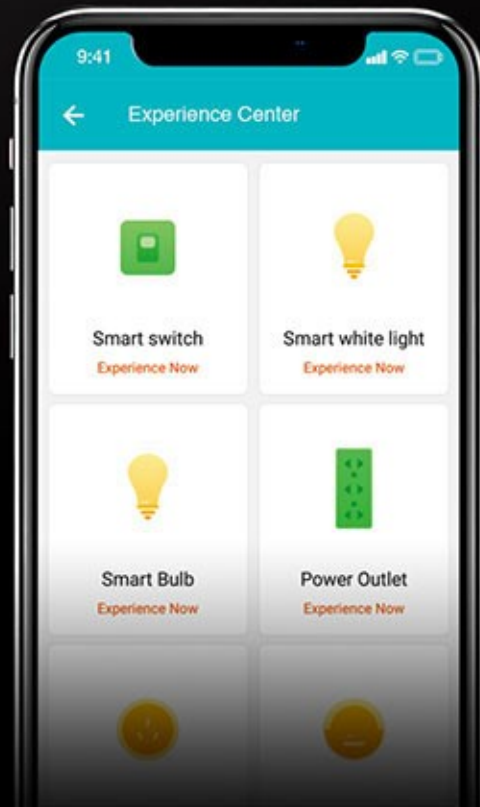 9:41
Experience Center
Smart switch
Experience Now
Smart white light
Experience Now
Smart Bulb
Experience Now
Power Outlet
Experience Now